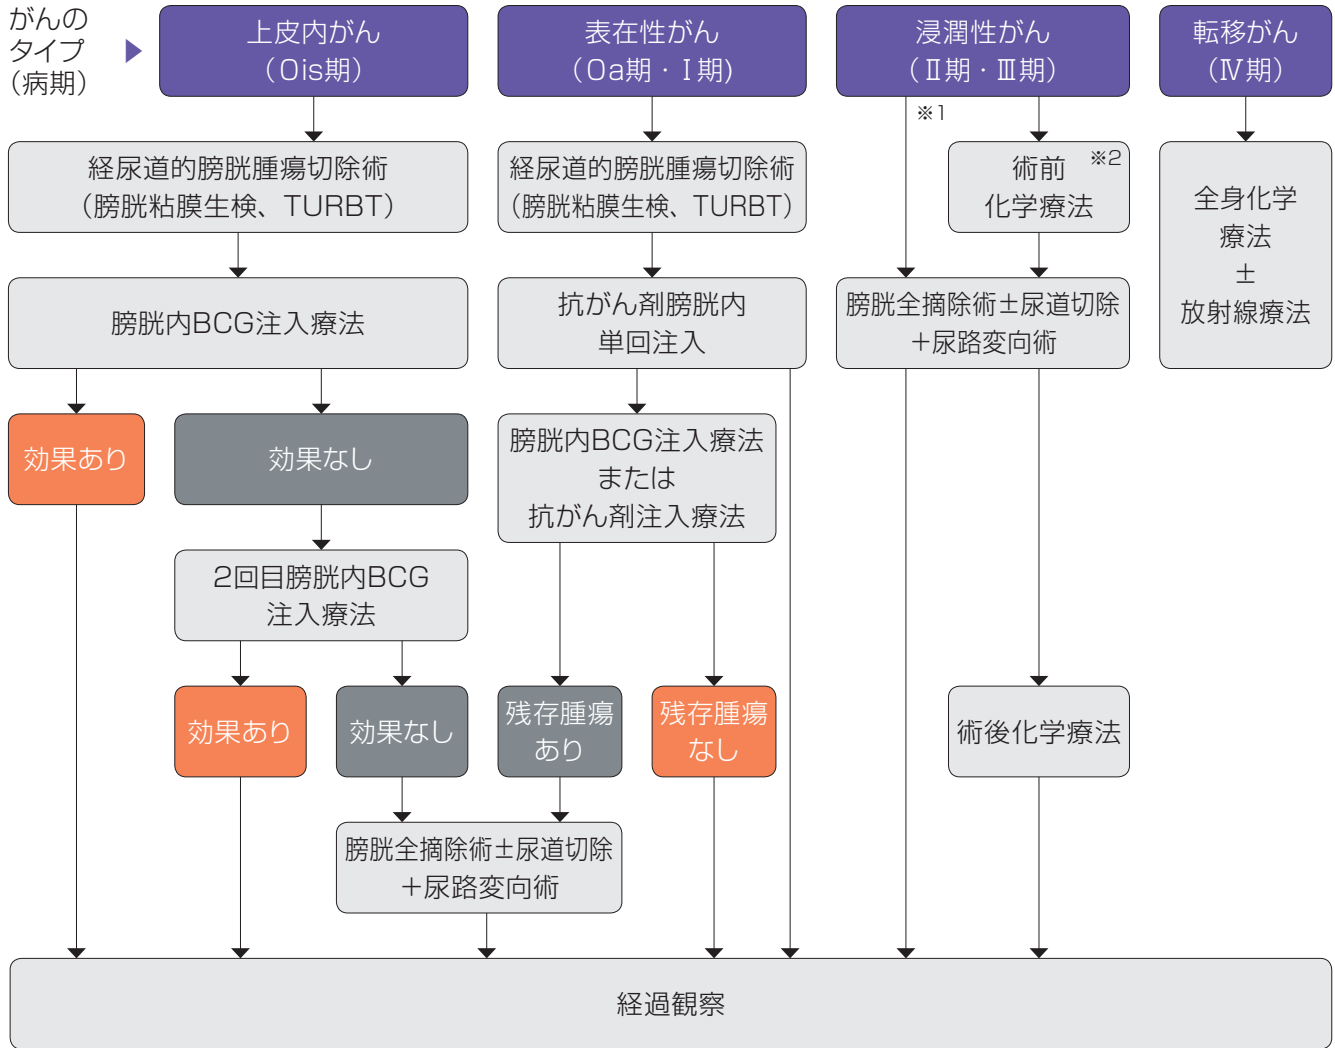 がんの
タイプ
（病期）
上皮内がん
（0is期）
表在性がん
（0a期・Ⅰ期)
浸潤性がん
（Ⅱ期・Ⅲ期）
転移がん
（Ⅳ期）
※1
経尿道的膀胱腫瘍切除術
（膀胱粘膜生検、TURBT）
経尿道的膀胱腫瘍切除術
（膀胱粘膜生検、TURBT）
術前 ※2
化学療法
全身化学
療法
±
放射線療法
膀胱内BCG注入療法
抗がん剤膀胱内
単回注入
膀胱全摘除術±尿道切除
＋尿路変向術
効果あり
効果なし
膀胱内BCG注入療法
または
抗がん剤注入療法
2回目膀胱内BCG
注入療法
効果あり
効果なし
残存腫瘍
あり
残存腫瘍
なし
術後化学療法
膀胱全摘除術±尿道切除
＋尿路変向術
経過観察